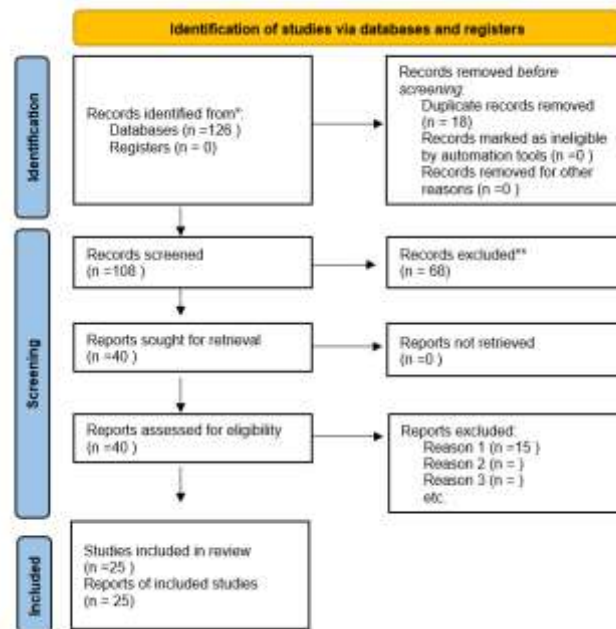 Identification of studies via databases and registers
Identification
Records identified from*:
Databases (n =126 )
Registers (n = 0)
Records removed before
screening:
Duplicate records removed
(n = 18)
Records marked as ineligible
by automation tools (n =0 )
Records removed for other
reasons (n =0 )
Screening
Records screened
(n =108 )
Records excluded**
(n = 68)
Reports sought for retrieval
(n =40 )
Reports not retrieved
(n =0 )
Reports assessed for eligibility
(n =40 )
Reports excluded:
Reason 1 (n =15 )
Reason 2 (n = )
Reason 3 (n = )
etc.
Included
Studies included in review
(n =25 )
Reports of included studies
(n = 25)